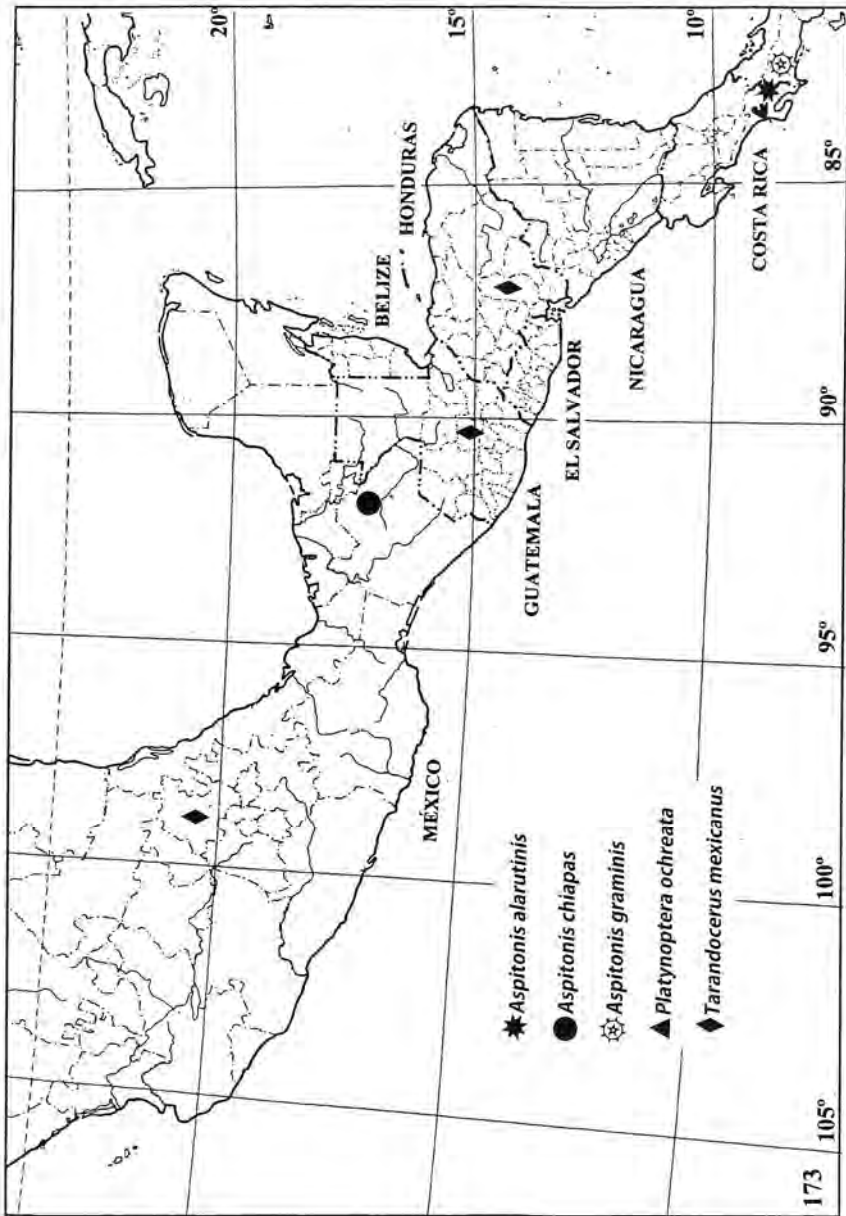 20°
15°
10°
HONDURAS
BELIZE
MÉXICO
GUATEMALA
EL SALVADOR
NICARAGUA
COSTA RICA
Aspitonis alarutinis
Aspitonis chiapas
Aspitonis graminis
Platynoptera ochreata
Tarandocerus mexicanus
105°
100°
95°
90°
85°
173